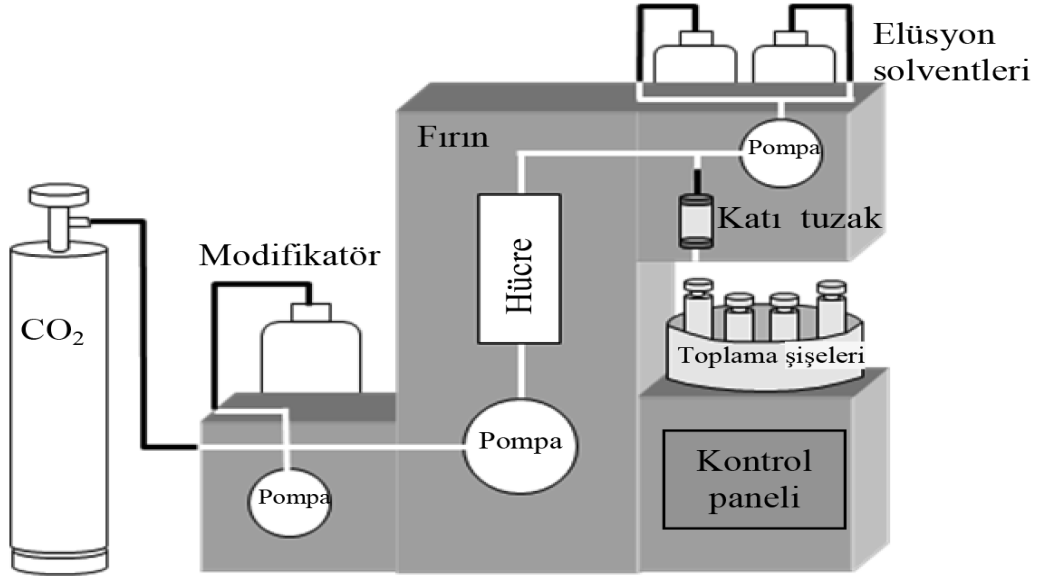 Elüsyon
solventleri
Fırın
Pompa
Katı tuzak
Hücre
Modifikatör
CO₂
Toplama şişeleri
Pompa
Pompa
Kontrol
paneli